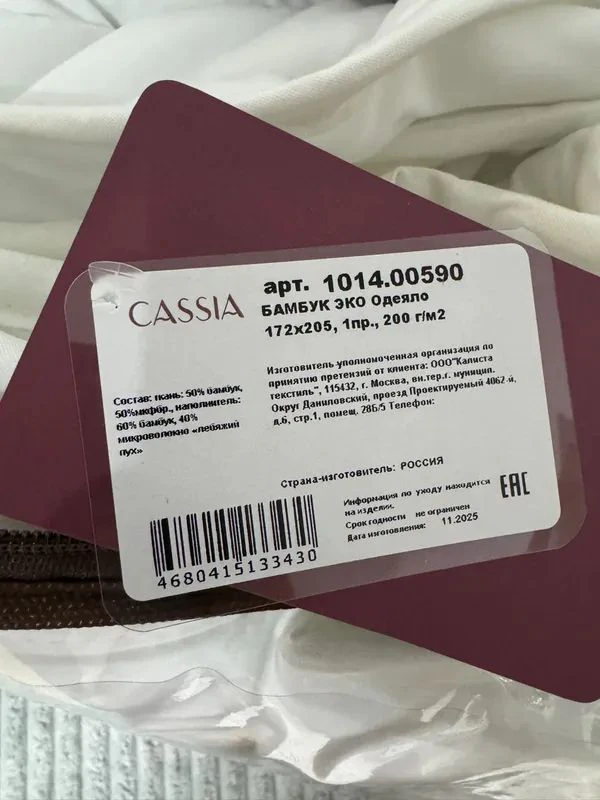 CASSIA
арт. 1014.00590
БАМБУК ЭКО Одеяло
172х205, 1пр., 200 г/м2
Состав: ткань: 50% бамбук,
50%мкфбр., наполнитель:
60% бамбук, 40%
микроволокно «лебяжий
пух»
Изготовитель-уполномоченная организация по
принятию претензий от клиента: ООО"Калиста
текстиль", 115432, г. Москва, вн.тер.г. муницип.
Округ Даниловский, проезд Проектируемый 4062-й,
д.6, стр.1, помещ. 28Б/5 Телефон:
Страна-изготовитель: РОССИЯ
Информация по уходу находится
на изделии.
Срок годности не ограничен
Дата изготовления: 11.2025
EAC
4680415133430